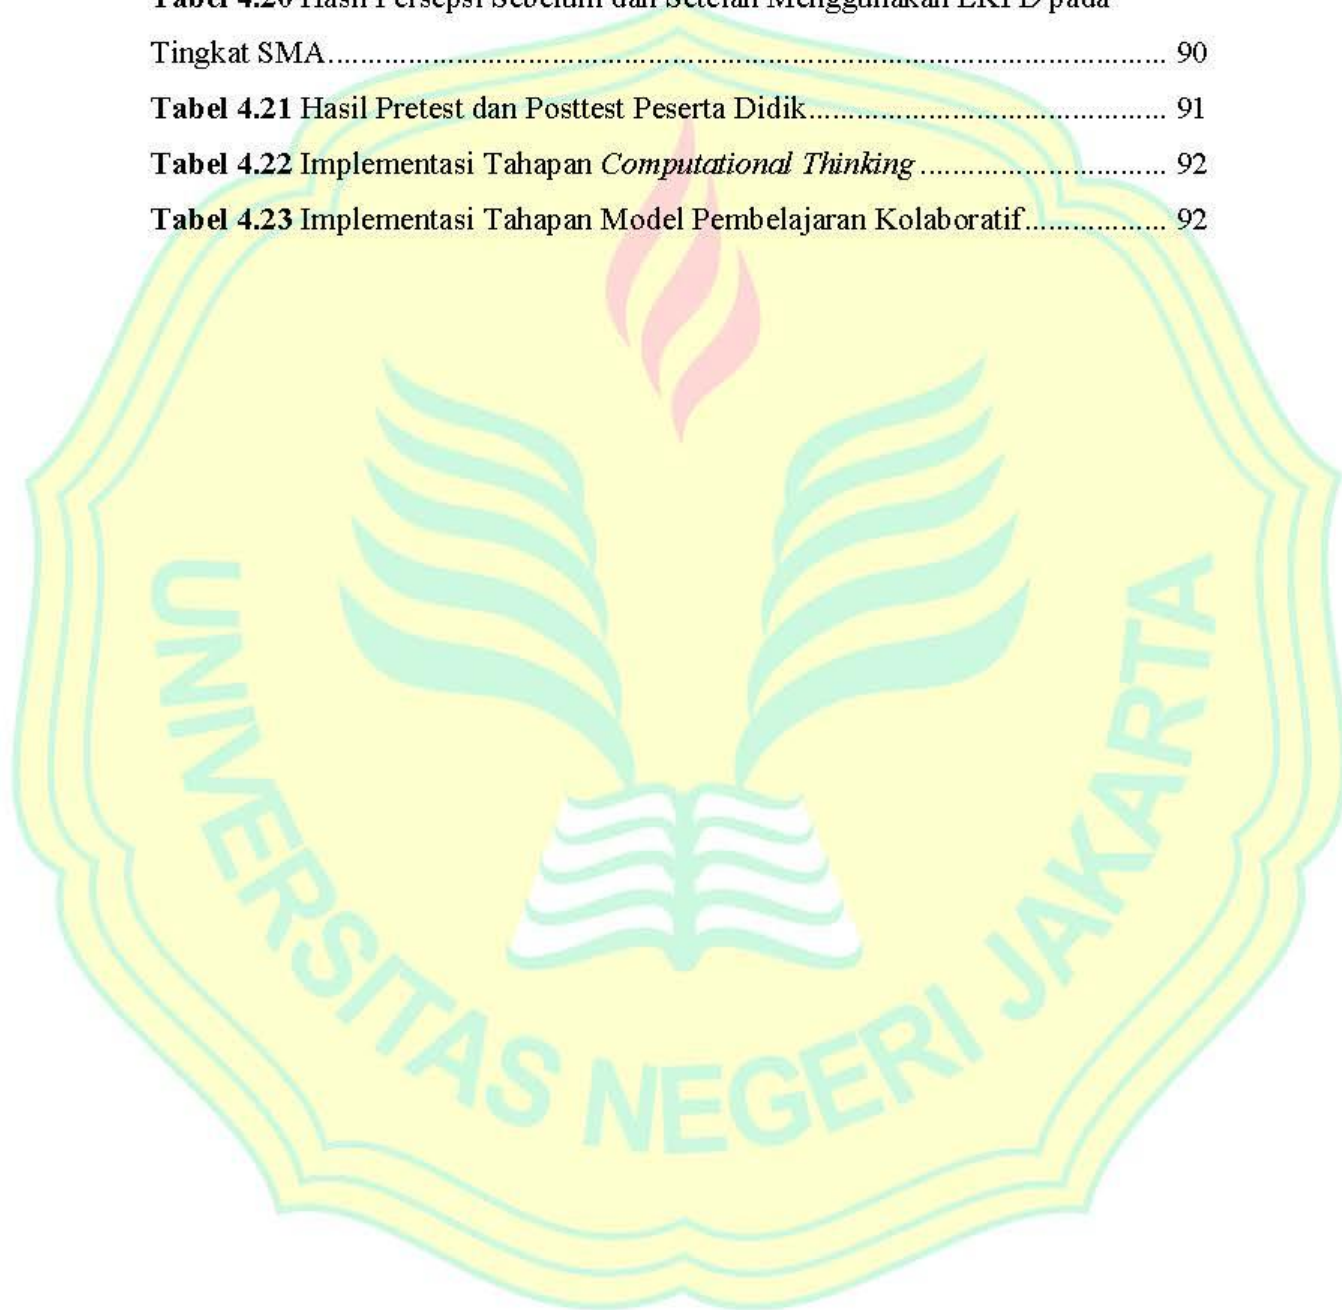 Tabel 4.20 Hasil Persepsi Sebelum dan Setelah Menggunakan LKPD pada
Tingkat SMA........................................................................................................... 90
Tabel 4.21 Hasil Pretest dan Posttest Peserta Didik.............................................. 91
Tabel 4.22 Implementasi Tahapan Computational Thinking ............................... 92
Tabel 4.23 Implementasi Tahapan Model Pembelajaran Kolaboratif.................. 92
UNIVERSITAS NEGERI JAKARTA